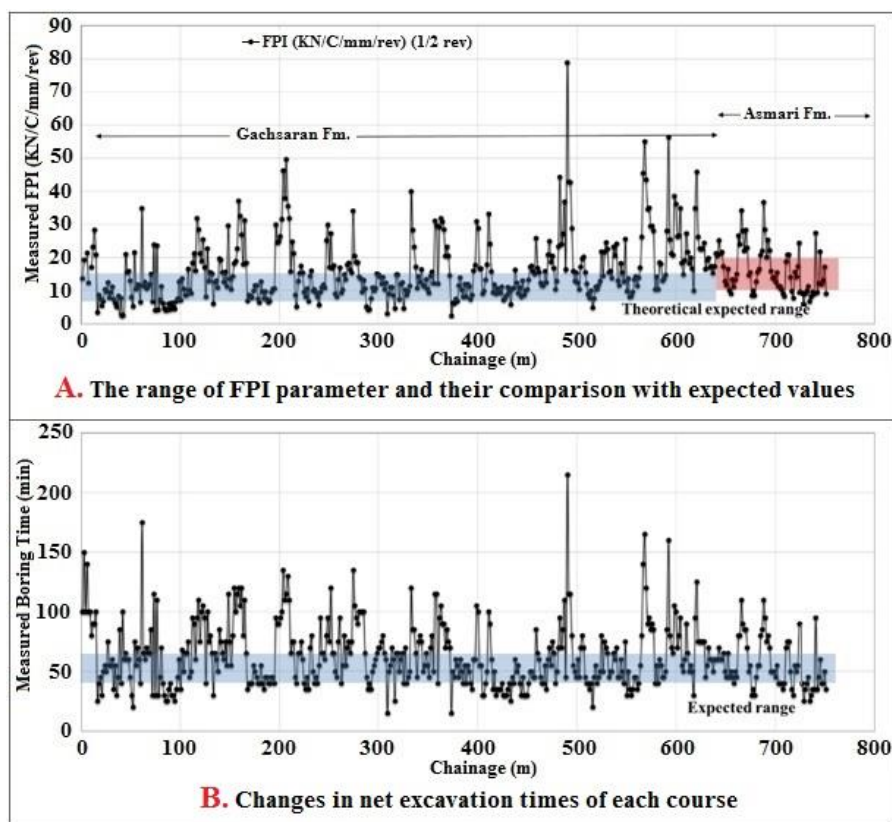 90
80
70
60
50
40
30
20
10
0
Measured FPI (KN/C/mm/rev)
FPI (KN/C/mm/rev) (1/2 rev)
Gachsaran Fm.
Asmari Fm.
Theoretical expected range
0 100 200 300 400 500 600 700 800
Chainage (m)
A. The range of FPI parameter and their comparison with expected values
250
200
150
100
50
0
Measured Boring Time (min)
Expected range
0 100 200 300 400 500 600 700 800
Chainage (m)
B. Changes in net excavation times of each course